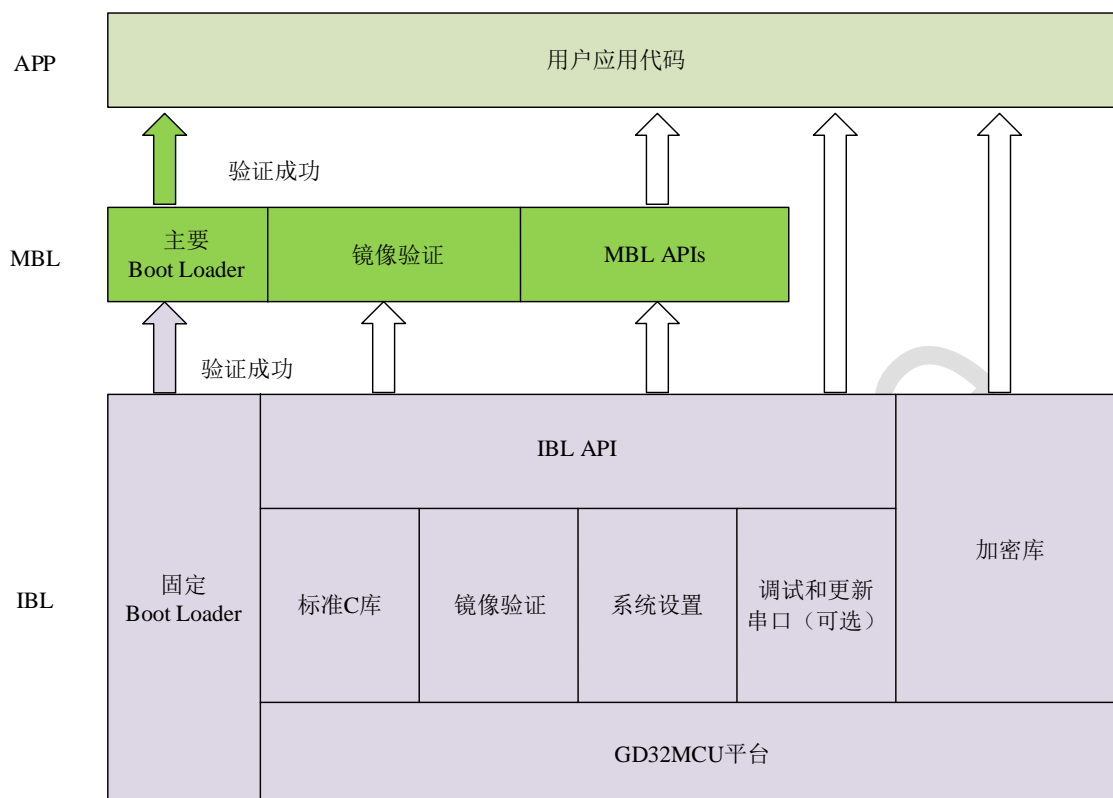 APP
用户应用代码
验证成功
MBL
主要
Boot Loader
镜像验证
MBL APIs
验证成功
IBL API
IBL
固定
Boot Loader
标准C库
镜像验证
系统设置
调试和更新
串口（可选）
加密库
GD32MCU平台